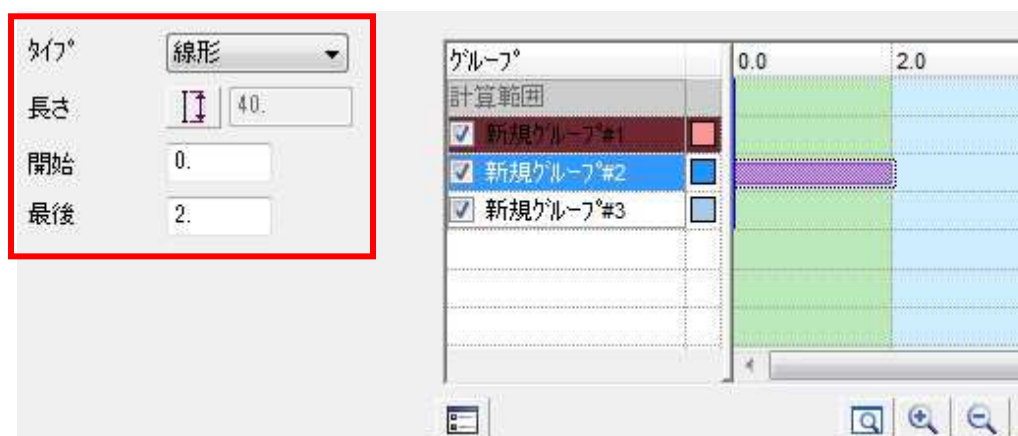 ﾀｲﾌﾟ 線形
長さ 40.
開始 0.
最後 2.
ｸﾞﾙｰﾌﾟ 0.0 2.0
計算範囲
新規ｸﾞﾙｰﾌﾟ#1
新規ｸﾞﾙｰﾌﾟ#2
新規ｸﾞﾙｰﾌﾟ#3